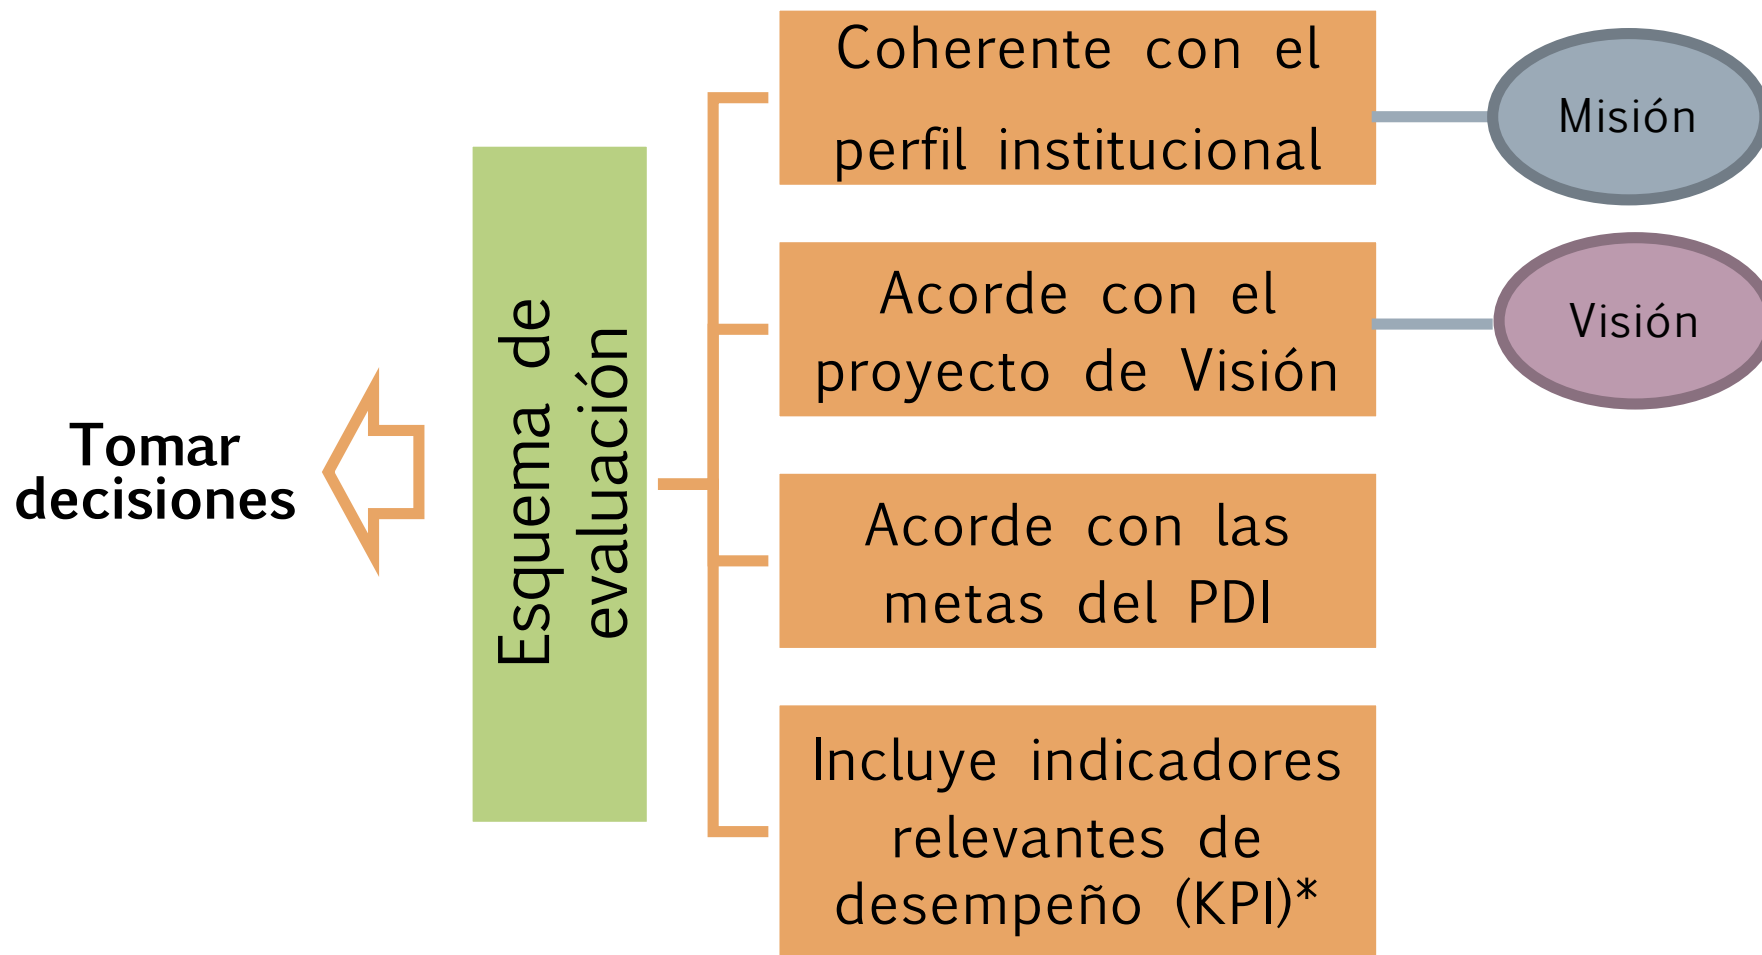 Tomar
decisiones
Esquema de
evaluación
Coherente con el
perfil institucional
Misión
Acorde con el
proyecto de Visión
Visión
Acorde con las
metas del PDI
Incluye indicadores
relevantes de
desempeño (KPI)*